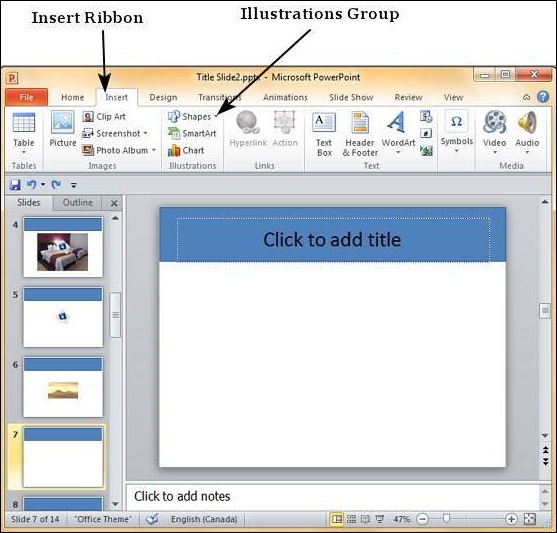 Insert Ribbon
Illustrations Group
Title Slide2.pptx - Microsoft PowerPoint
File Home Insert Design Transitions Animations Slide Show Review View
Table
Tables
Picture
Clip Art
Screenshot
Photo Album
Images
Shapes
SmartArt
Chart
Illustrations
Hyperlink Action
Links
Text Box
Header & Footer
WordArt
Text
Symbols
Video Audio
Media
Slides Outline
4
5
6
7
8
Click to add title
Click to add notes
Slide 7 of 14 "Office Theme" English (Canada) 47%